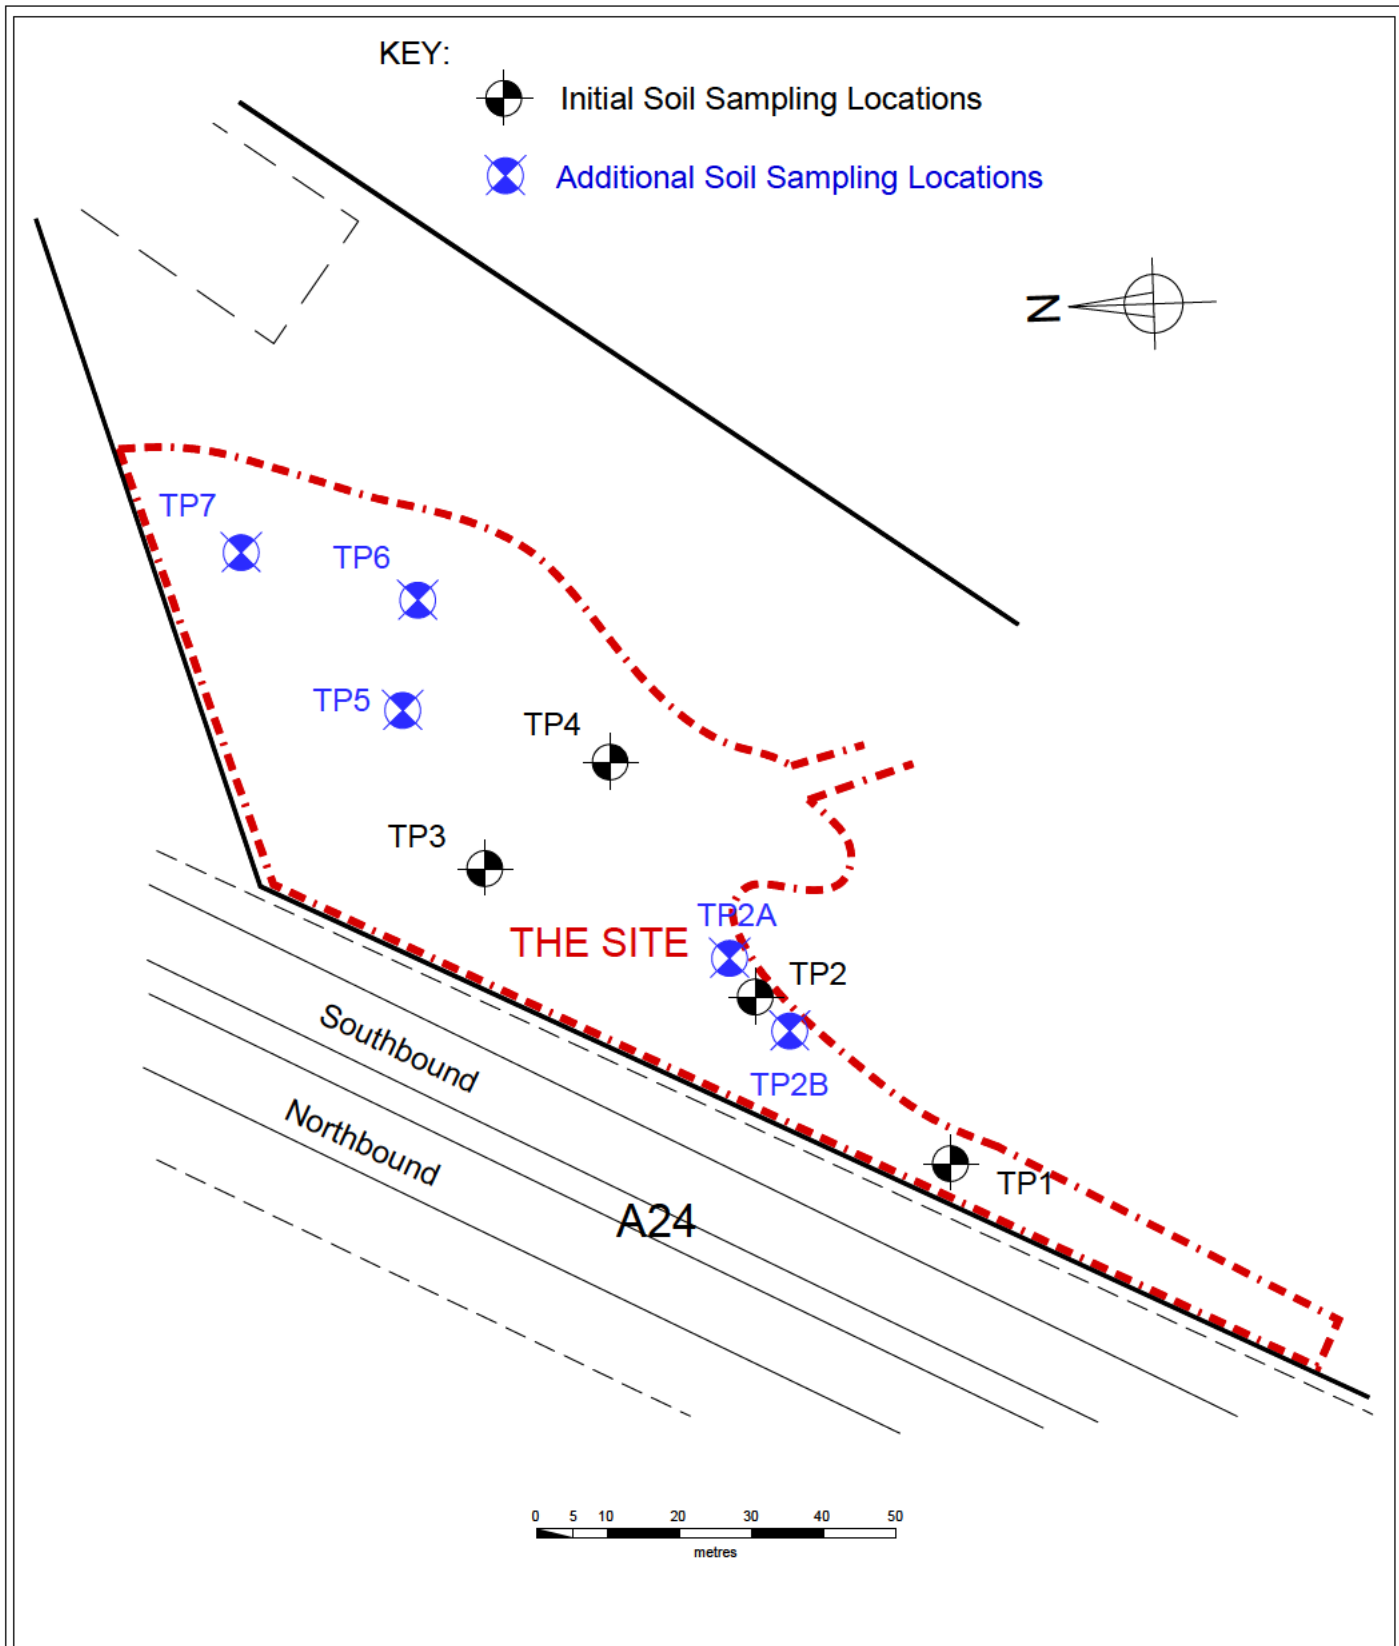 KEY:
Initial Soil Sampling Locations
Additional Soil Sampling Locations
N
TP7
TP6
TP5
TP4
TP3
TP2A
THE SITE
TP2
TP2B
Southbound
Northbound
TP1
A24
0 5 10 20 30 40 50
metres